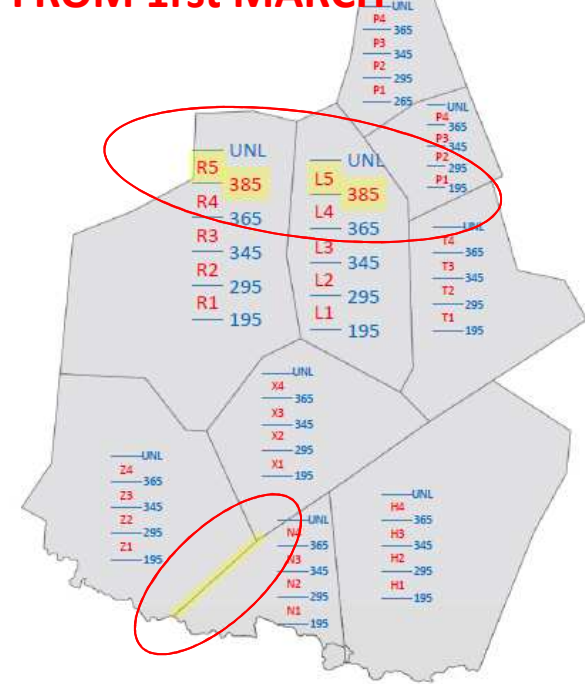 FROM 1rst MARCH
UNL
P4
365
P3
345
P2
295
P1
265
UNL
P4
365
P3
345
P2
295
P1
195
UNL
R5
385
R4
365
R3
345
R2
295
R1
195
UNL
L5
385
L4
365
L3
345
L2
295
L1
195
UNL
T4
365
T3
345
T2
295
T1
195
UNL
X4
365
X3
345
X2
295
X1
195
UNL
Z4
365
Z3
345
Z2
295
Z1
195
UNL
N4
365
N3
345
N2
295
N1
195
UNL
H4
365
H3
345
H2
295
H1
195